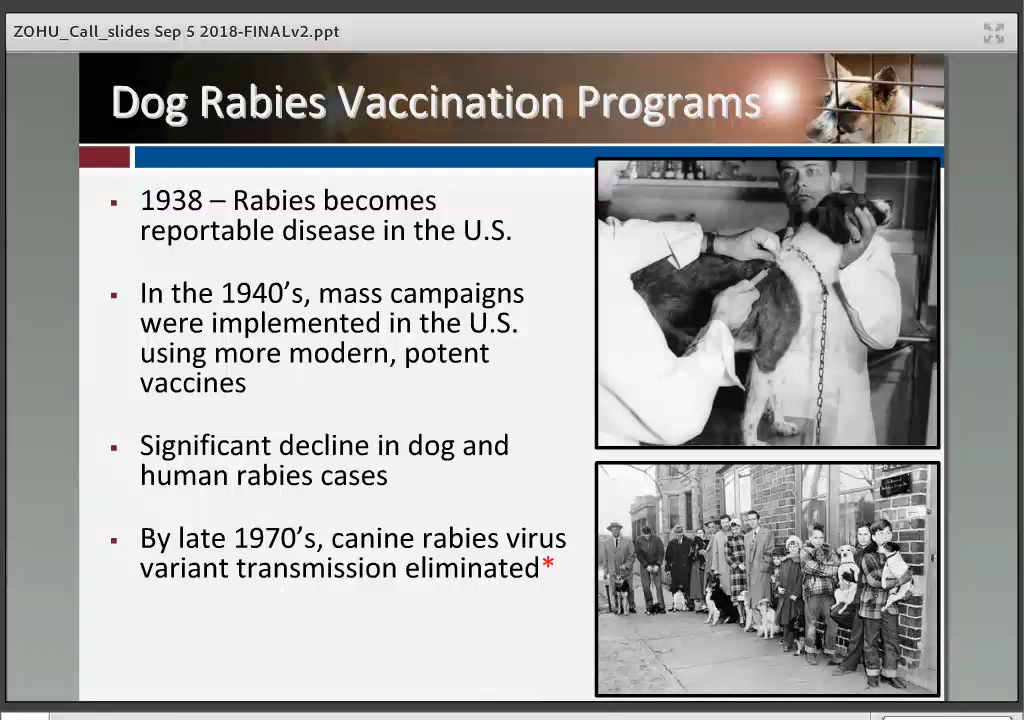 ZOHU_Call_slides Sep 5 2018-FINALv2.ppt
Dog Rabies Vaccination Programs
▪ 1938 – Rabies becomes
reportable disease in the U.S.
▪ In the 1940’s, mass campaigns
were implemented in the U.S.
using more modern, potent
vaccines
▪ Significant decline in dog and
human rabies cases
▪ By late 1970’s, canine rabies virus
variant transmission eliminated*